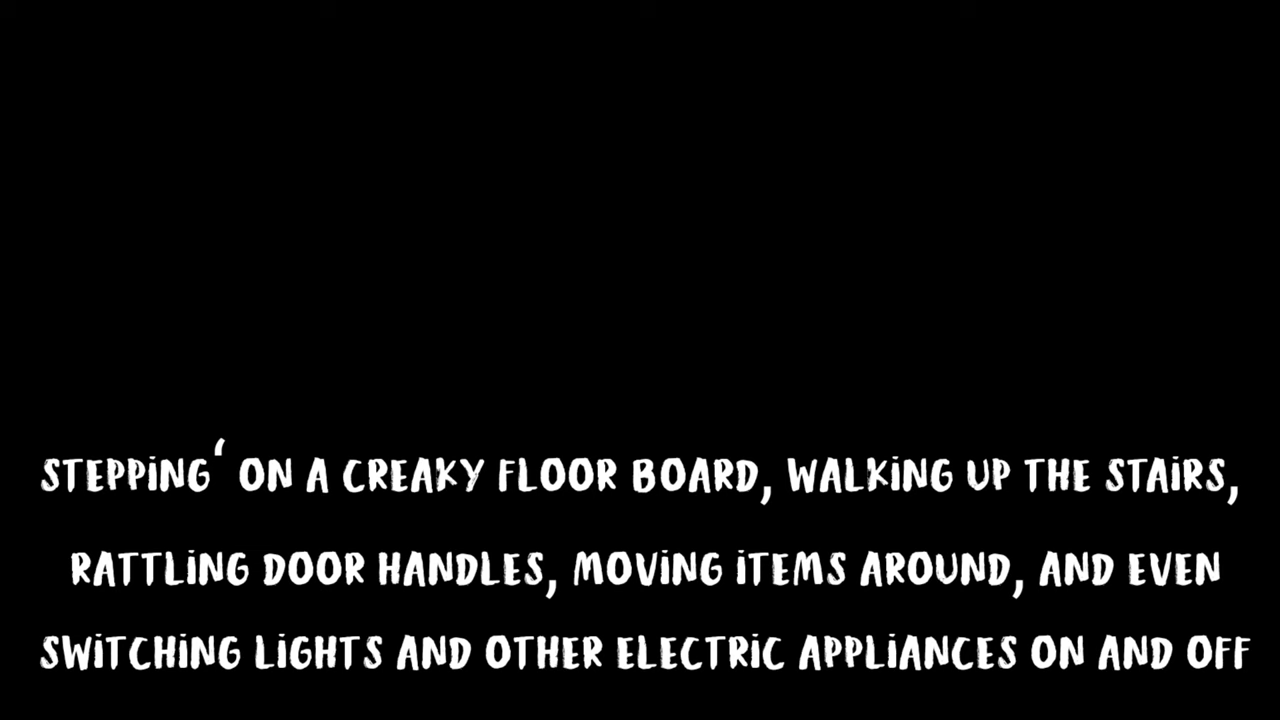 STEPPiNG‘ ON A CREAKY FLOOR BOARD, WALKiNG UP THE STAiRS,
RATTLiNG DOOR HANDLES, MOViNG iTEMS AROUND, AND EVEN
SWiTCHiNG LiGHTS AND OTHER ELECTRiC APPLiANCES ON AND OFF